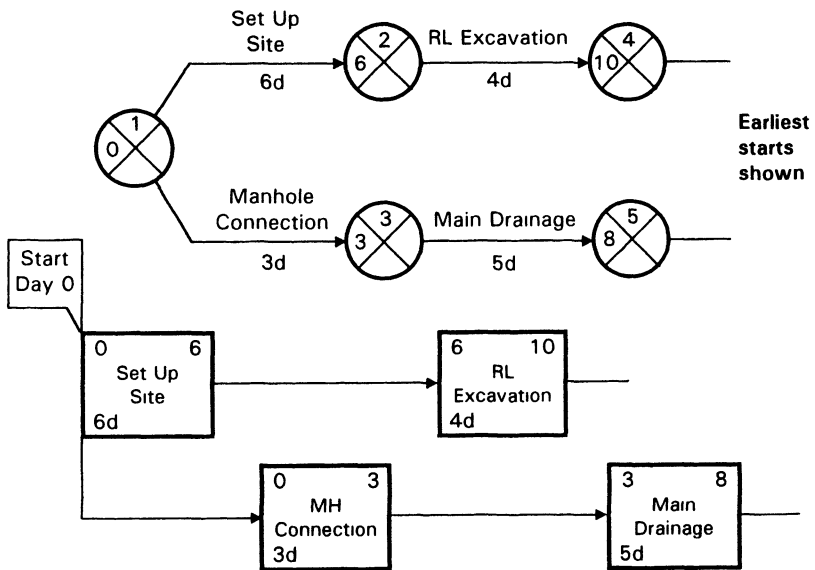 Set Up
Site
6d
2
6
RL Excavation
4d
4
10
1
0
Earliest
starts
shown
Manhole
Connection
3d
3
3
Main Drainage
5d
5
8
Start
Day 0
0 6
Set Up
Site
6d
6 10
RL
Excavation
4d
0 3
MH
Connection
3d
3 8
Main
Drainage
5d